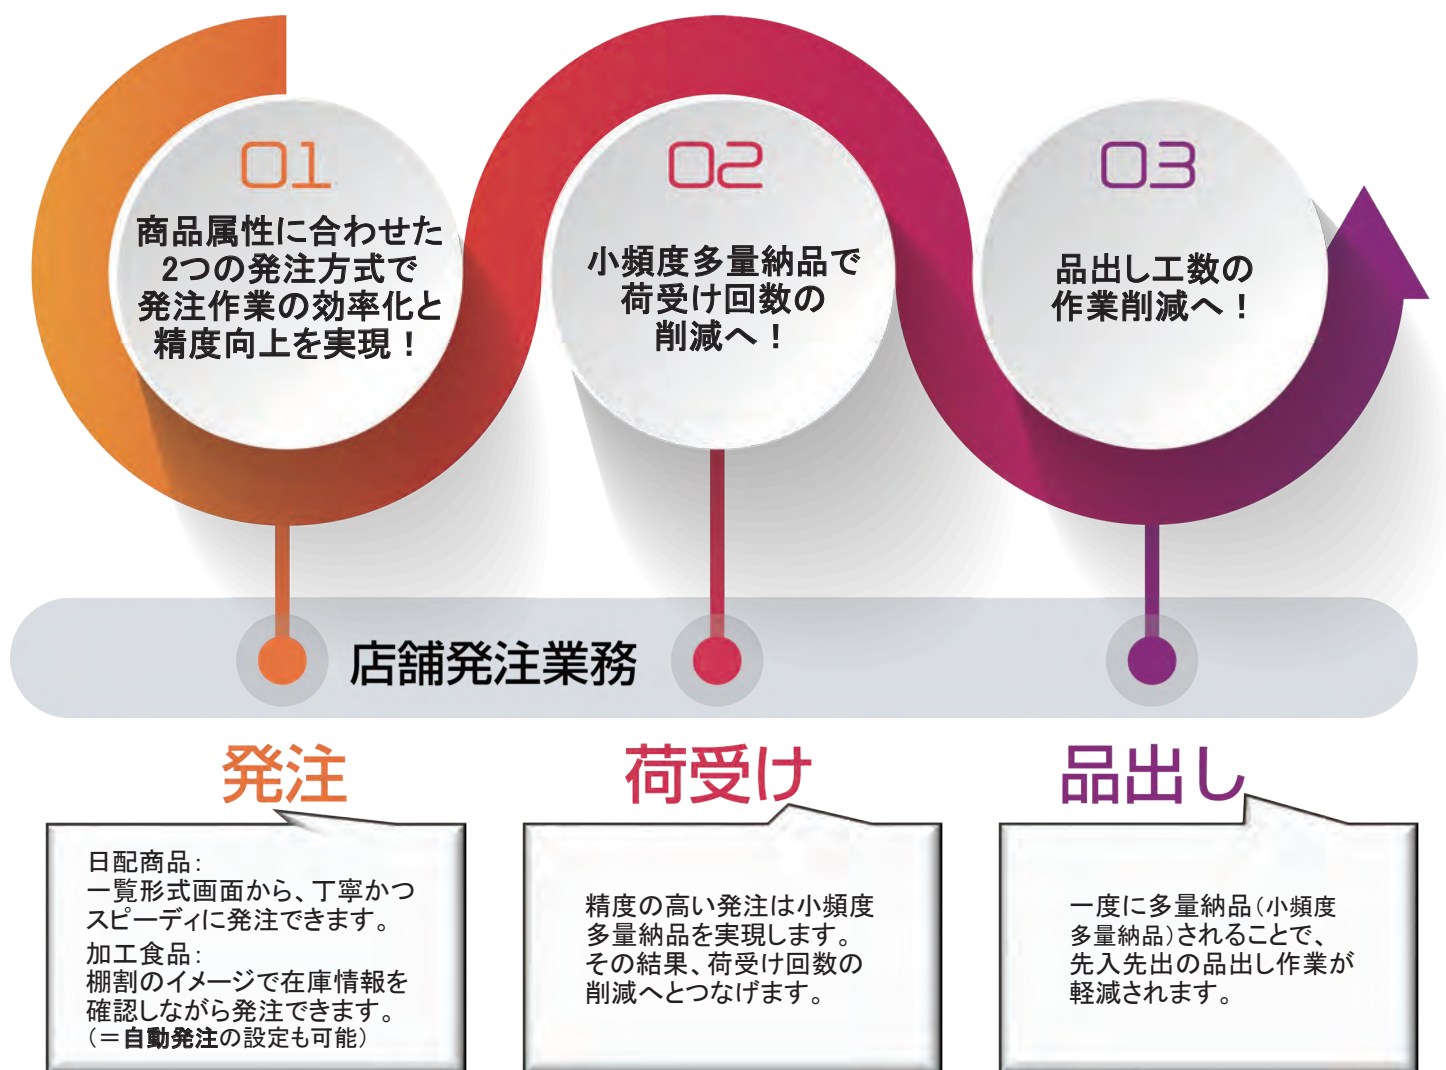 01
商品属性に合わせた
2つの発注方式で
発注作業の効率化と
精度向上を実現！
02
小頻度多量納品で
荷受け回数の
削減へ！
03
品出し工数の
作業削減へ！
店舗発注業務
発注
日配商品：
一覧形式画面から、丁寧かつ
スピーディに発注できます。
加工食品：
棚割のイメージで在庫情報を
確認しながら発注できます。
（＝自動発注の設定も可能）
荷受け
精度の高い発注は小頻度
多量納品を実現します。
その結果、荷受け回数の
削減へとつなげます。
品出し
一度に多量納品（小頻度
多量納品）されることで、
先入先出の品出し作業が
軽減されます。